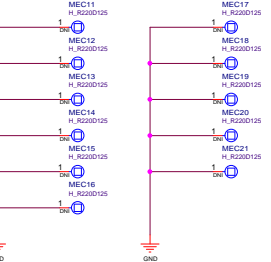 MEC11
H_R220D125
1
DNI
MEC12
H_R220D125
1
DNI
MEC13
H_R220D125
1
DNI
MEC14
H_R220D125
1
DNI
MEC15
H_R220D125
1
DNI
MEC16
H_R220D125
1
DNI
MEC17
H_R220D125
1
DNI
MEC18
H_R220D125
1
DNI
MEC19
H_R220D125
1
DNI
MEC20
H_R220D125
1
DNI
MEC21
H_R220D125
1
DNI
GND